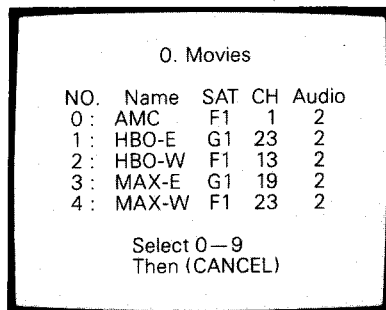 0. Movies
NO. Name SAT CH Audio
0 : AMC F1 1 2
1 : HBO-E G1 23 2
2 : HBO-W F1 13 2
3 : MAX-E G1 19 2
4 : MAX-W F1 23 2
Select 0—9
Then (CANCEL)